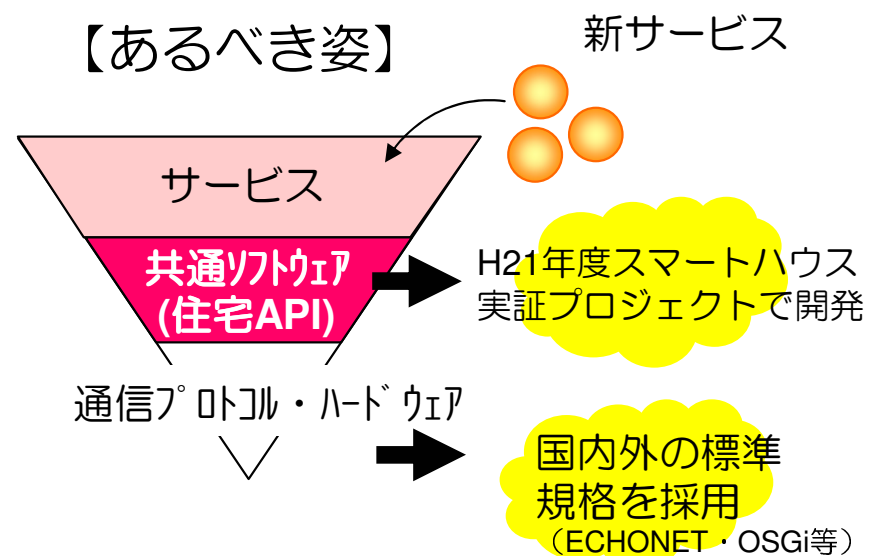 【あるべき姿】
新サービス
サービス
共通ｿﾌﾄｳｪｱ
(住宅API)
H21年度スマートハウス
実証プロジェクトで開発
通信ﾌﾟﾛﾄｺﾙ・ﾊｰﾄﾞｳｪｱ
国内外の標準
規格を採用
（ECHONET・OSGi等）